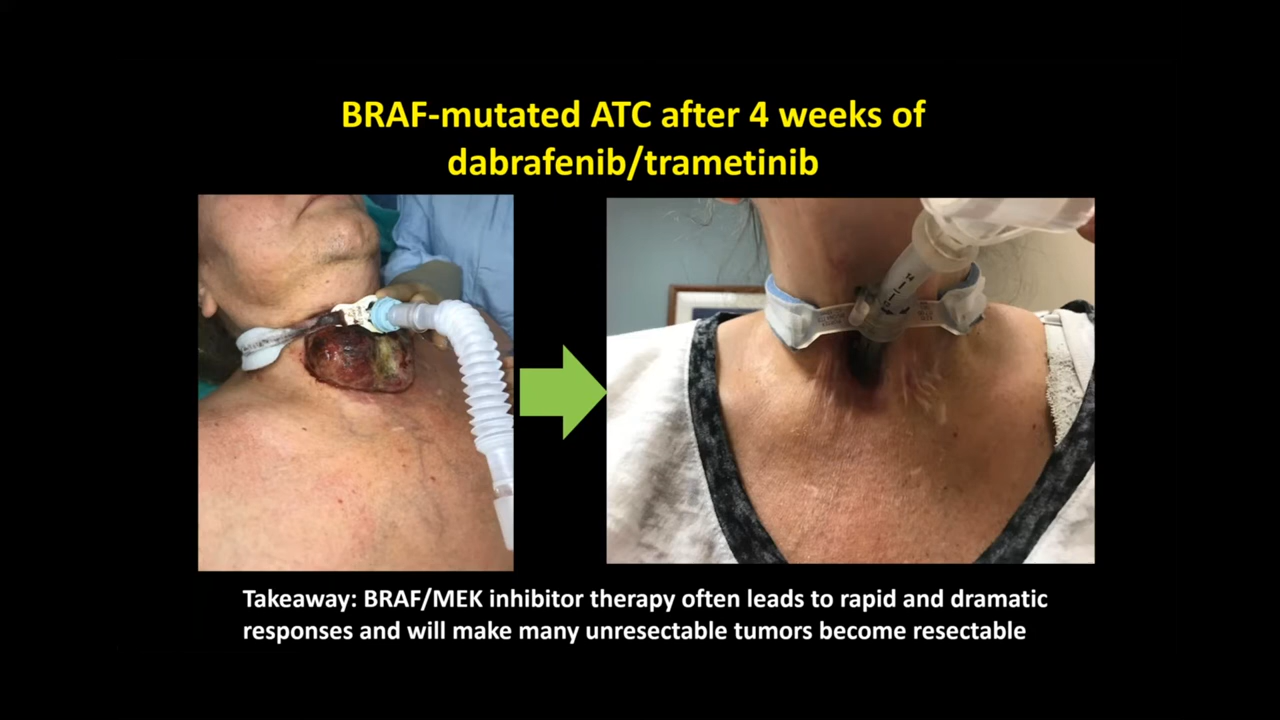 BRAF-mutated ATC after 4 weeks of
dabrafenib/trametinib
Takeaway: BRAF/MEK inhibitor therapy often leads to rapid and dramatic
responses and will make many unresectable tumors become resectable